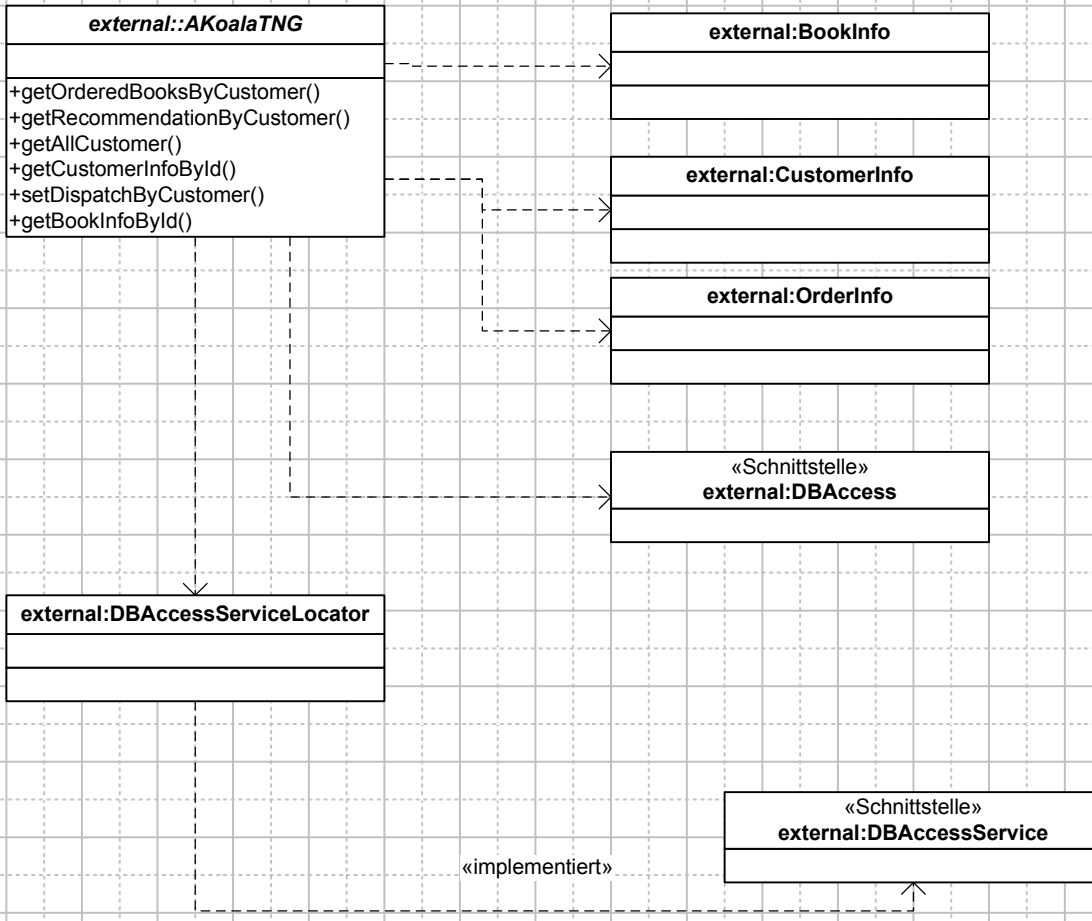 external::AKoalaTNG
+getOrderedBooksByCustomer()
+getRecommendationByCustomer()
+getAllCustomer()
+getCustomerInfoById()
+setDispatchByCustomer()
+getBookInfoById()
external:BookInfo
external:CustomerInfo
external:OrderInfo
«Schnittstelle»
external:DBAccess
external:DBAccessServiceLocator
«Schnittstelle»
external:DBAccessService
«implementiert»